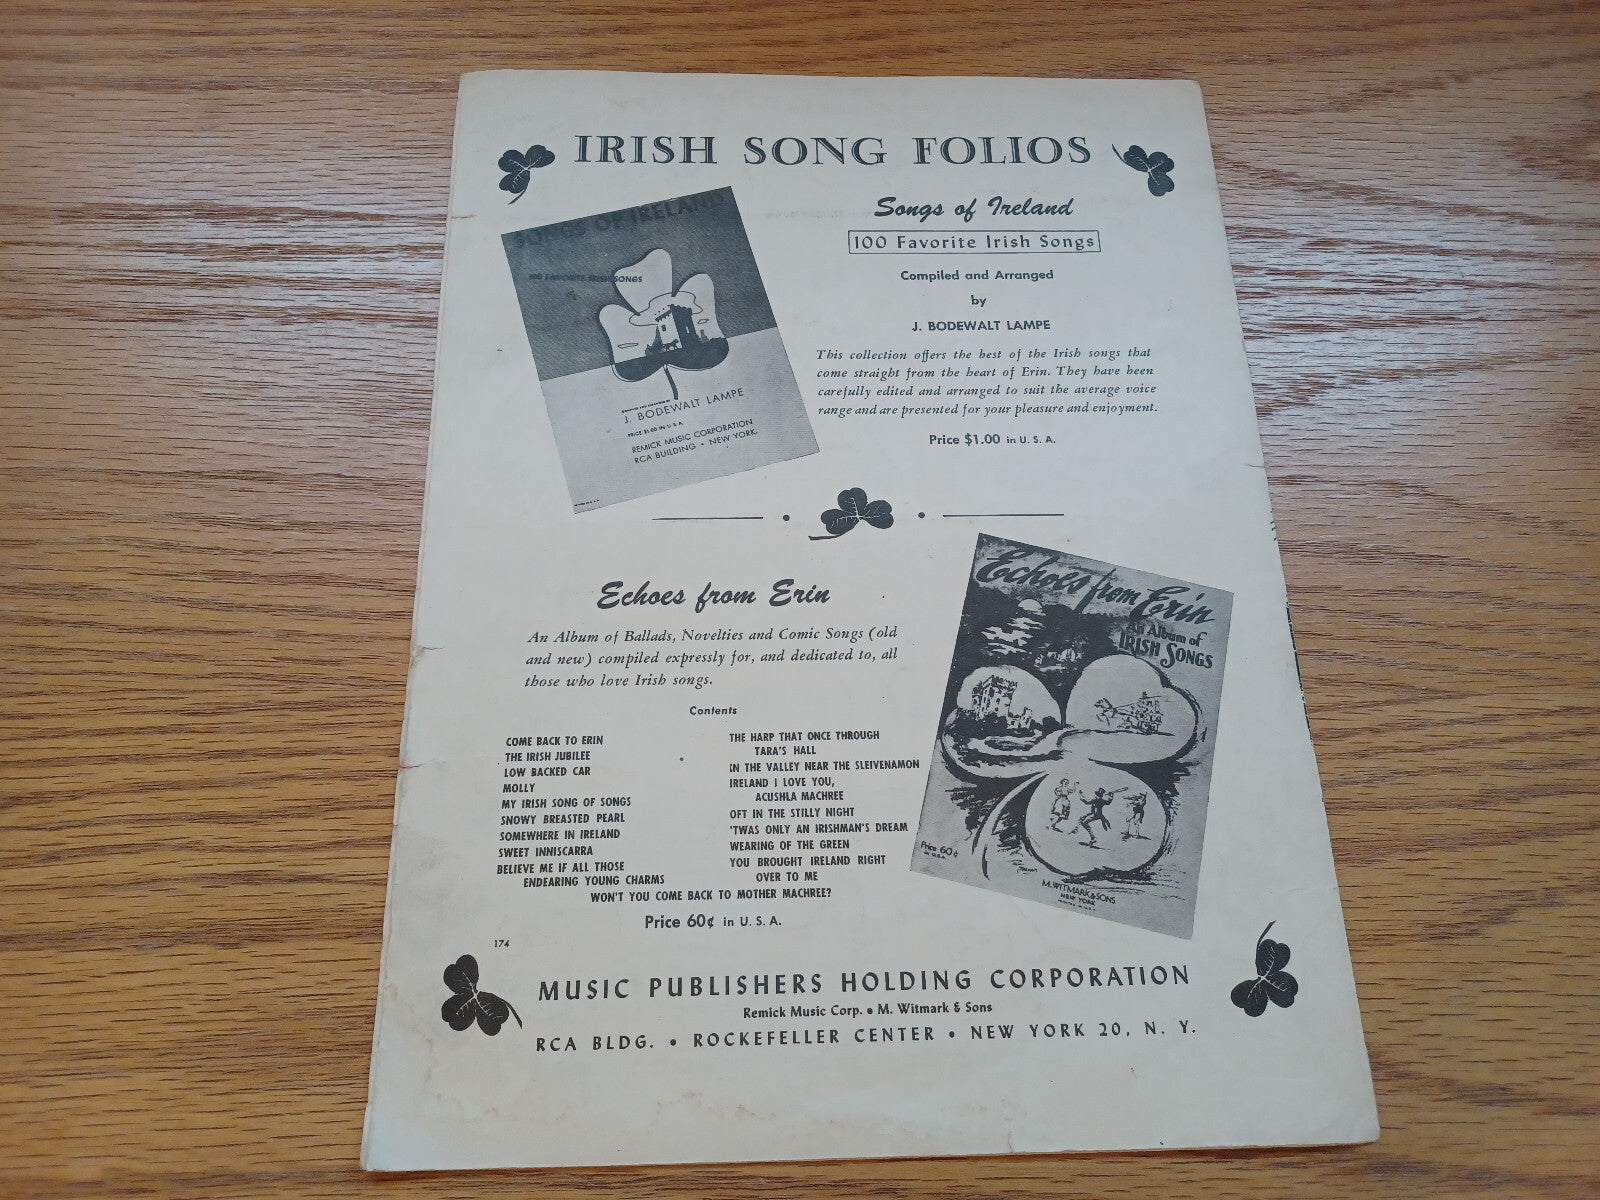 IRISH SONG FOLIOS
SONGS OF IRELAND
100 FAVORITE IRISH SONGS
J. BODEWALT LAMPE
PRICE $1.00 IN U.S.A.
REMICK MUSIC CORPORATION
RCA BUILDING • NEW YORK.
Songs of Ireland
100 Favorite Irish Songs
Compiled and Arranged
by
J. BODEWALT LAMPE
This collection offers the best of the Irish songs that
come straight from the heart of Erin. They have been
carefully edited and arranged to suit the average voice
range and are presented for your pleasure and enjoyment.
Price $1.00 in U. S. A.
Echoes from Erin
An Album of Ballads, Novelties and Comic Songs (old
and new) compiled expressly for, and dedicated to, all
those who love Irish songs.
Contents
COME BACK TO ERIN
THE IRISH JUBILEE
LOW BACKED CAR
MOLLY
MY IRISH SONG OF SONGS
SNOWY BREASTED PEARL
SOMEWHERE IN IRELAND
SWEET INNISCARRA
BELIEVE ME IF ALL THOSE
ENDEARING YOUNG CHARMS
THE HARP THAT ONCE THROUGH
TARA'S HALL
IN THE VALLEY NEAR THE SLEIVENAMON
IRELAND I LOVE YOU,
ACUSHLA MACHREE
OFT IN THE STILLY NIGHT
'TWAS ONLY AN IRISHMAN'S DREAM
WEARING OF THE GREEN
YOU BROUGHT IRELAND RIGHT
OVER TO ME
WON'T YOU COME BACK TO MOTHER MACHREE?
Price 60¢ in U. S. A.
Echoes from Erin
An Album of
IRISH SONGS
Price 60¢
in U.S.A.
M. WITMARK & SONS
NEW YORK
174
MUSIC PUBLISHERS HOLDING CORPORATION
Remick Music Corp. • M. Witmark & Sons
RCA BLDG. • ROCKEFELLER CENTER • NEW YORK 20, N. Y.